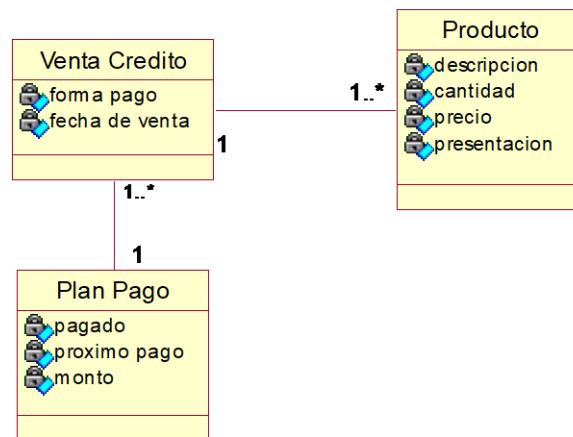 Venta Credito
forma pago
fecha de venta
1
1..*
Producto
descripcion
cantidad
precio
presentacion
1..*
1
Plan Pago
pagado
proximo pago
monto